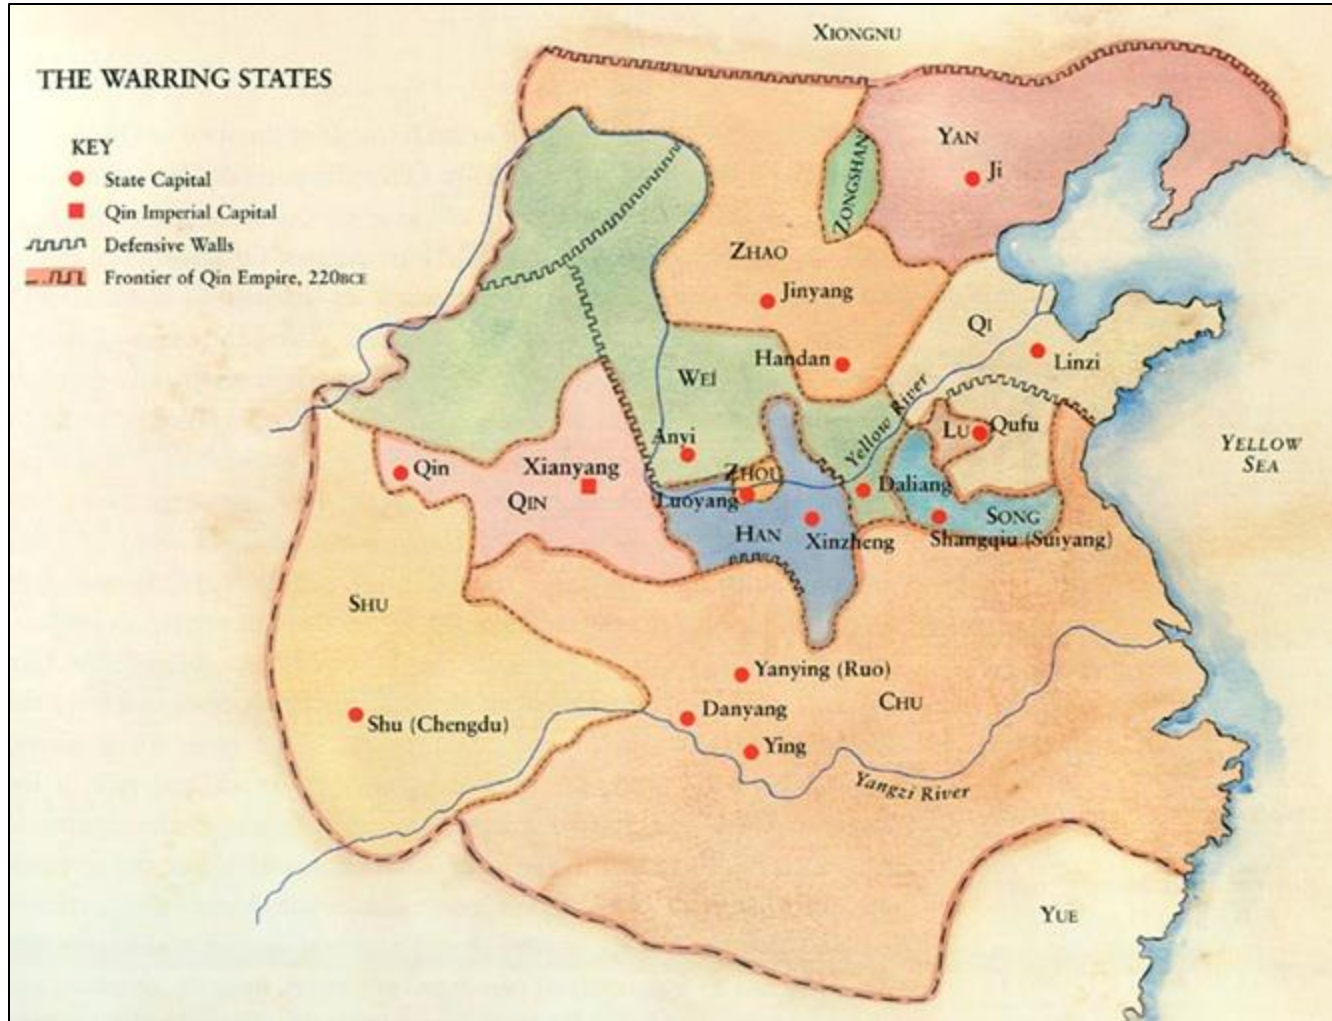 THE WARRING STATES
KEY
State Capital
Qin Imperial Capital
Defensive Walls
Frontier of Qin Empire, 220BCE
XIONGNU
YAN
Ji
ZONGSHAN
ZHAO
Jinyang
Handan
QI
Linzi
WEI
Yellow River
LU
Qufu
YELLOW
SEA
Anyi
Qin
Xianyang
QIN
ZHOU
Luoyang
Daliang
HAN
Xinzheng
SONG
Shangqiu (Suiyang)
SHU
Shu (Chengdu)
Yanying (Ruo)
CHU
Danyang
Ying
Yangzi River
YUE